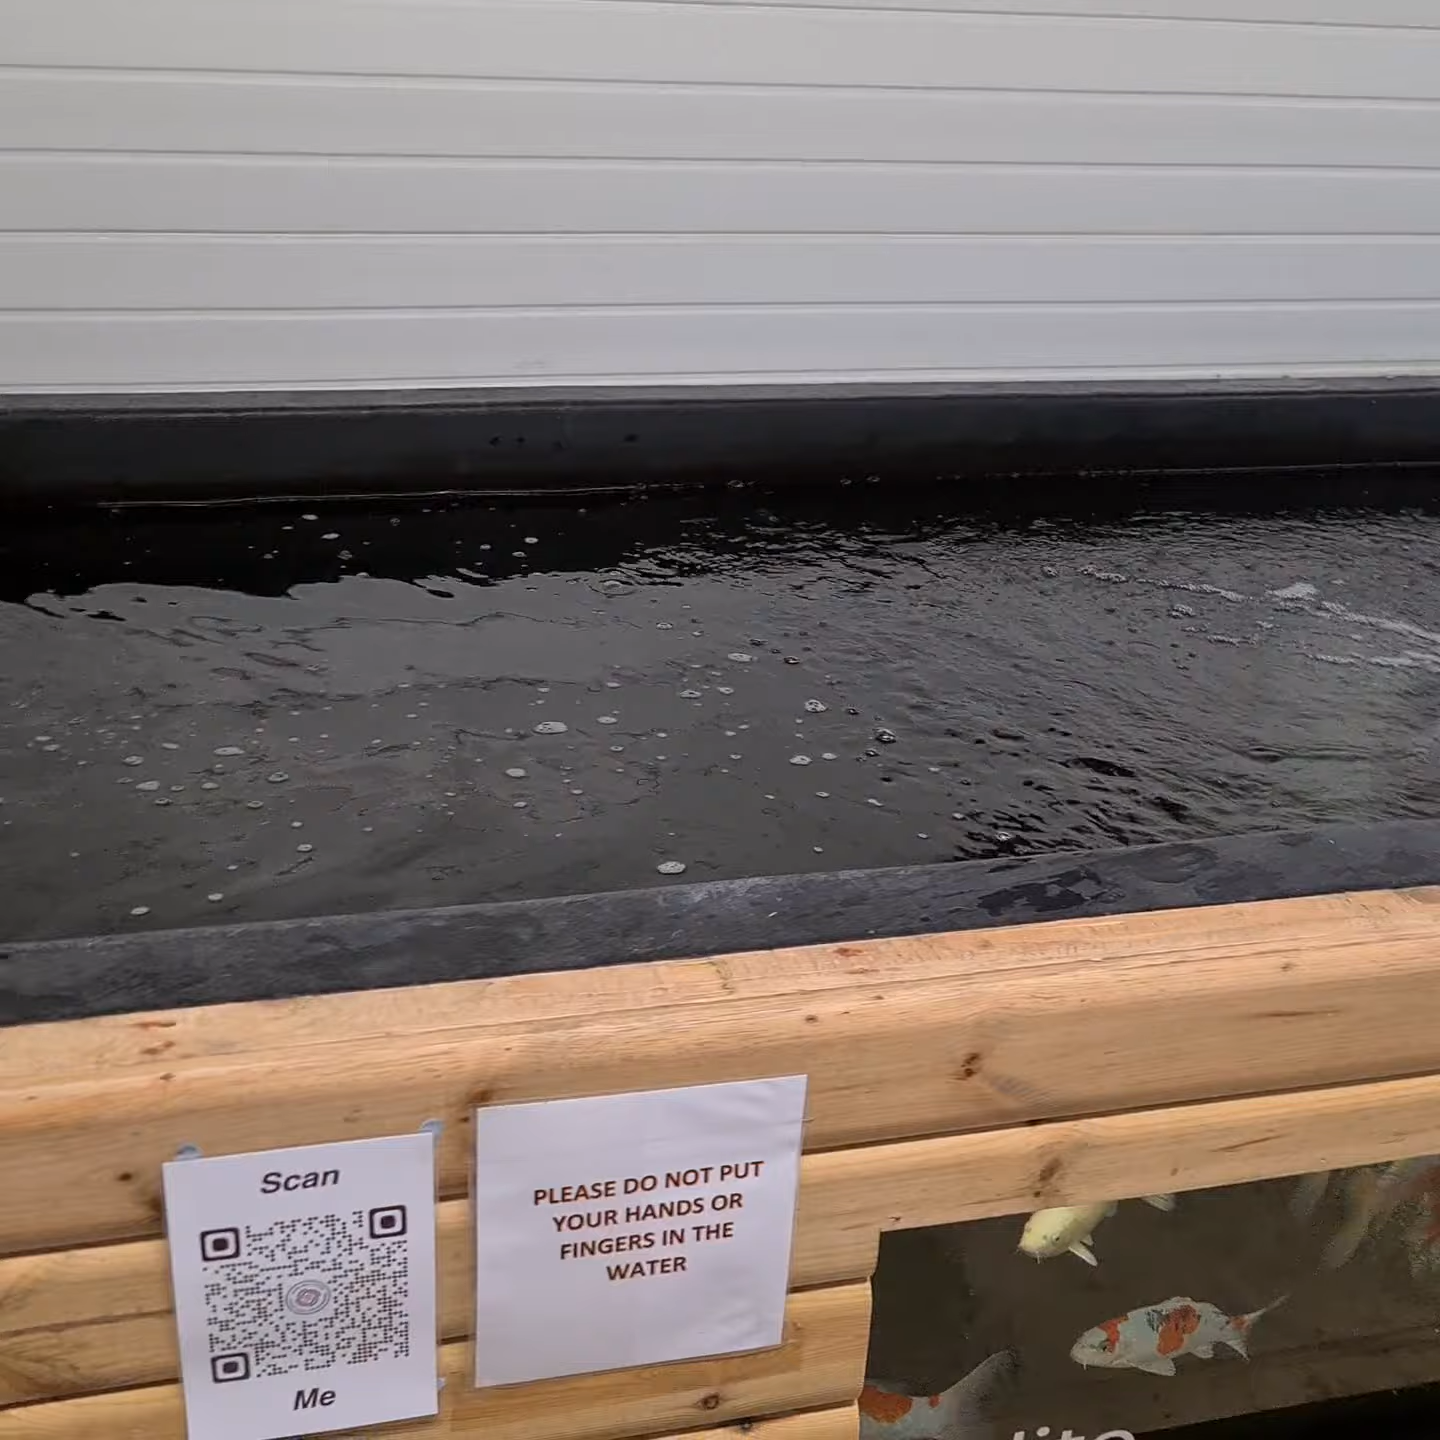 Scan
Me
PLEASE DO NOT PUT
YOUR HANDS OR
FINGERS IN THE
WATER